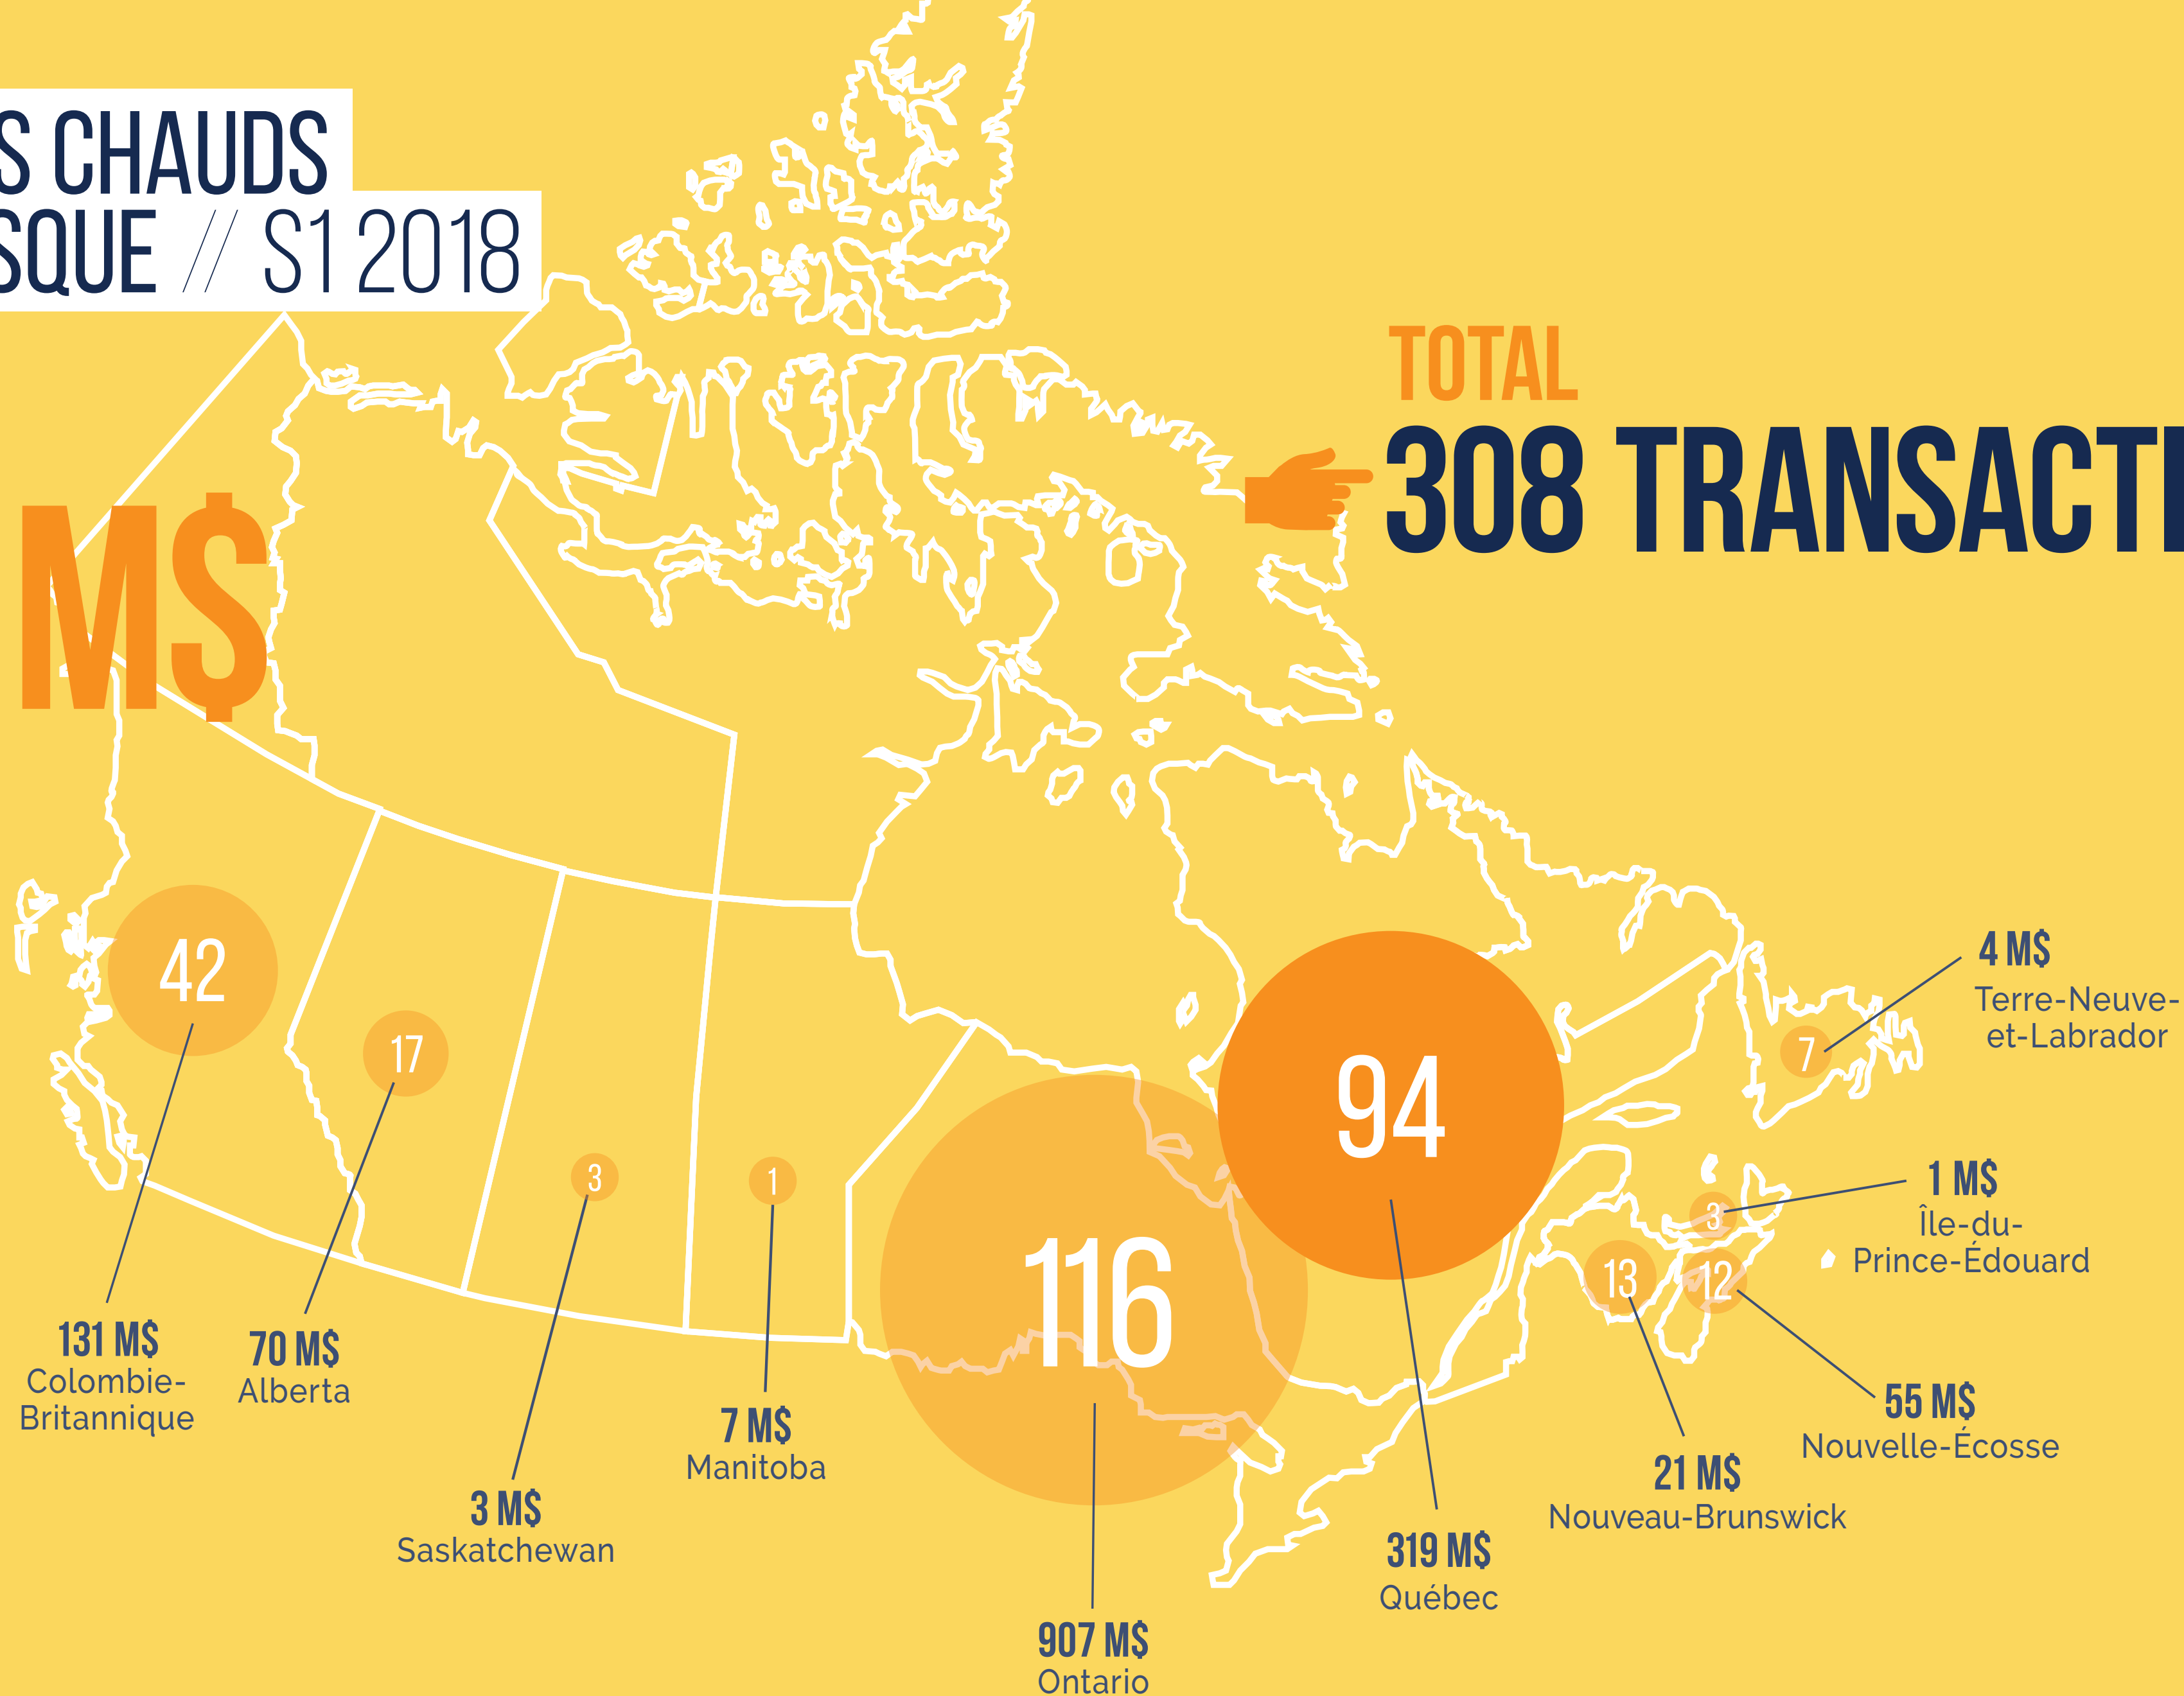 S CHAUDS
SQUE // S1 2018
TOTAL
308 TRANSACTI
M$
42
17
3
1
116
94
7
3
13
12
4 M$
Terre-Neuve-
et-Labrador
1 M$
Île-du-
Prince-Édouard
55 M$
Nouvelle-Écosse
21 M$
Nouveau-Brunswick
319 M$
Québec
907 M$
Ontario
7 M$
Manitoba
3 M$
Saskatchewan
70 M$
Alberta
131 M$
Colombie-
Britannique